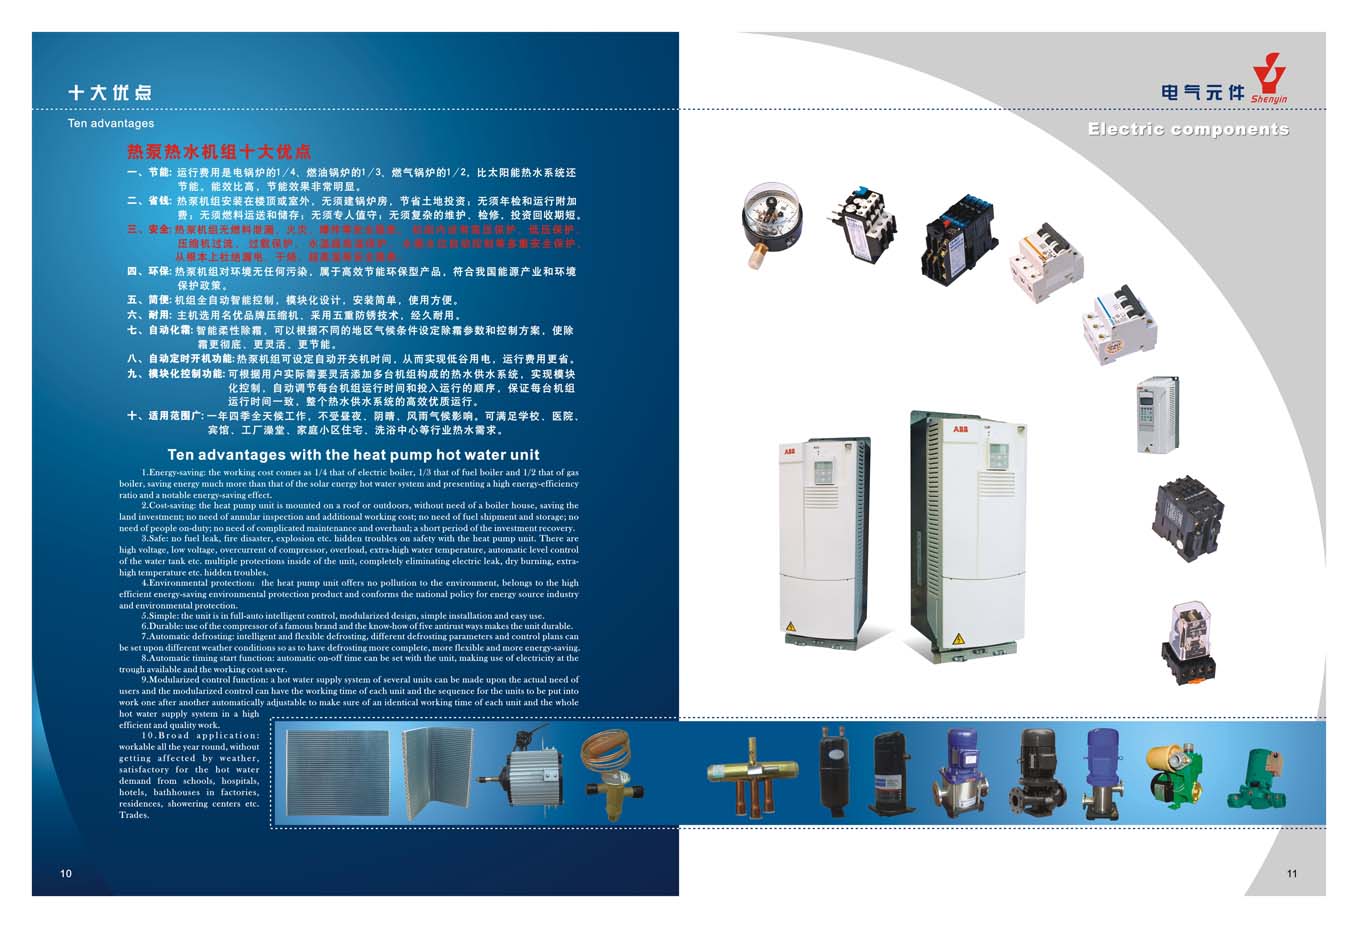 十大优点
Ten advantages
热泵热水机组十大优点
一、节能: 运行费用是电锅炉的1/4、燃油锅炉的1/3、燃气锅炉的1/2，比太阳能热水系统还
节能。能效比高，节能效果非常明显。
二、省钱: 热泵机组安装在楼顶或室外，无须建锅炉房，节省土地投资；无须年检和运行附加
费；无须燃料运送和储存；无须专人值守；无须复杂的维护、检修，投资回收期短。
三、安全: 热泵机组无燃料泄漏、火灾、爆炸等安全隐患。机组内设有高压保护、低压保护、
压缩机过流、过载保护、水温超高温保护、水箱水位自动控制等多重安全保护，
从根本上杜绝漏电、干烧、超高温等安全隐患。
四、环保: 热泵机组对环境无任何污染，属于高效节能环保型产品，符合我国能源产业和环境
保护政策。
五、简便: 机组全自动智能控制，模块化设计，安装简单，使用方便。
六、耐用: 主机选用名优品牌压缩机，采用五重防锈技术，经久耐用。
七、自动化霜: 智能柔性除霜，可以根据不同的地区气候条件设定除霜参数和控制方案，使除
霜更彻底、更灵活、更节能。
八、自动定时开机功能: 热泵机组可设定自动开关机时间，从而实现低谷用电，运行费用更省。
九、模块化控制功能: 可根据用户实际需要灵活添加多台机组构成的热水供水系统，实现模块
化控制，自动调节每台机组运行时间和投入运行的顺序，保证每台机组
运行时间一致，整个热水供水系统的高效优质运行。
十、适用范围广: 一年四季全天候工作，不受昼夜、阴晴、风雨气候影响。可满足学校、医院、
宾馆、工厂澡堂、家庭小区住宅、洗浴中心等行业热水需求。
Ten advantages with the heat pump hot water unit
1.Energy-saving: the working cost comes as 1/4 that of electric boiler, 1/3 that of fuel boiler and 1/2 that of gas
boiler, saving energy much more than that of the solar energy hot water system and presenting a high energy-efficiency
ratio and a notable energy-saving effect.
2.Cost-saving: the heat pump unit is mounted on a roof or outdoors, without need of a boiler house, saving the
land investment; no need of annular inspection and additional working cost; no need of fuel shipment and storage; no
need of people on-duty; no need of complicated maintenance and overhaul; a short period of the investment recovery.
3.Safe: no fuel leak, fire disaster, explosion etc. hidden troubles on safety with the heat pump unit. There are
high voltage, low voltage, overcurrent of compressor, overload, extra-high water temperature, automatic level control
of the water tank etc. multiple protections inside of the unit, completely eliminating electric leak, dry burning, extra-
high temperature etc. hidden troubles.
4.Environmental protection: the heat pump unit offers no pollution to the environment, belongs to the high
efficient energy-saving environmental protection product and conforms the national policy for energy source industry
and environmental protection.
5.Simple: the unit is in full-auto intelligent control, modularized design, simple installation and easy use.
6.Durable: use of the compressor of a famous brand and the know-how of five antirust ways makes the unit durable.
7.Automatic defrosting: intelligent and flexible defrosting, different defrosting parameters and control plans can
be set upon different weather conditions so as to have defrosting more complete, more flexible and more energy-saving.
8.Automatic timing start function: automatic on-off time can be set with the unit, making use of electricity at the
trough available and the working cost saver.
9.Modularized control function: a hot water supply system of several units can be made upon the actual need of
users and the modularized control can have the working time of each unit and the sequence for the units to be put into
work one after another automatically adjustable to make sure of an identical working time of each unit and the whole
hot water supply system in a high
efficient and quality work.
10.Broad application:
workable all the year round, without
getting affected by weather,
satisfactory for the hot water
demand from schools, hospitals,
hotels, bathhouses in factories,
residences, showering centers etc.
Trades.
10
电气元件
Shenyin
Electric components
ABB
ABB
11